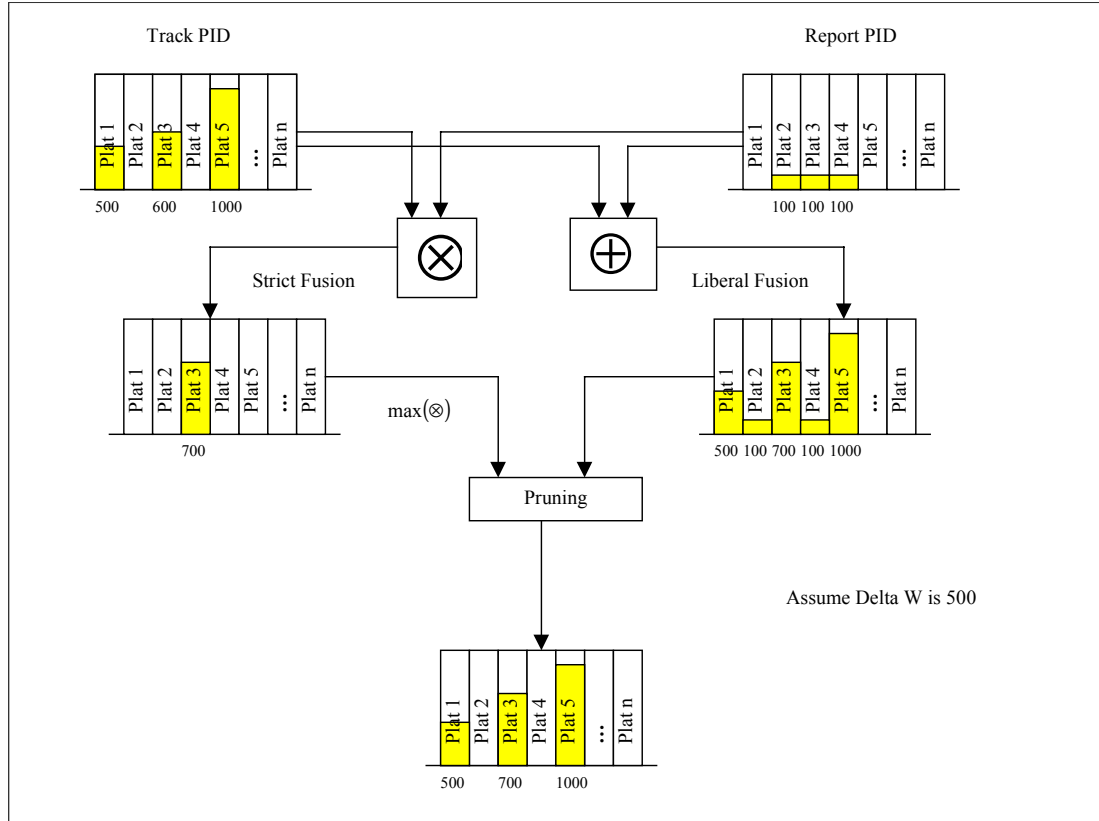 Track PID
Report PID
Plat 1 Plat 2 Plat 3 Plat 4 Plat 5 ... Plat n
500 600 1000
Plat 1 Plat 2 Plat 3 Plat 4 Plat 5 ... Plat n
100 100 100
⊗
⊕
Strict Fusion
Liberal Fusion
Plat 1 Plat 2 Plat 3 Plat 4 Plat 5 ... Plat n
700
max(⊗)
Plat 1 Plat 2 Plat 3 Plat 4 Plat 5 ... Plat n
500 100 700 100 1000
Pruning
Assume Delta W is 500
Plat 1 Plat 2 Plat 3 Plat 4 Plat 5 ... Plat n
500 700 1000